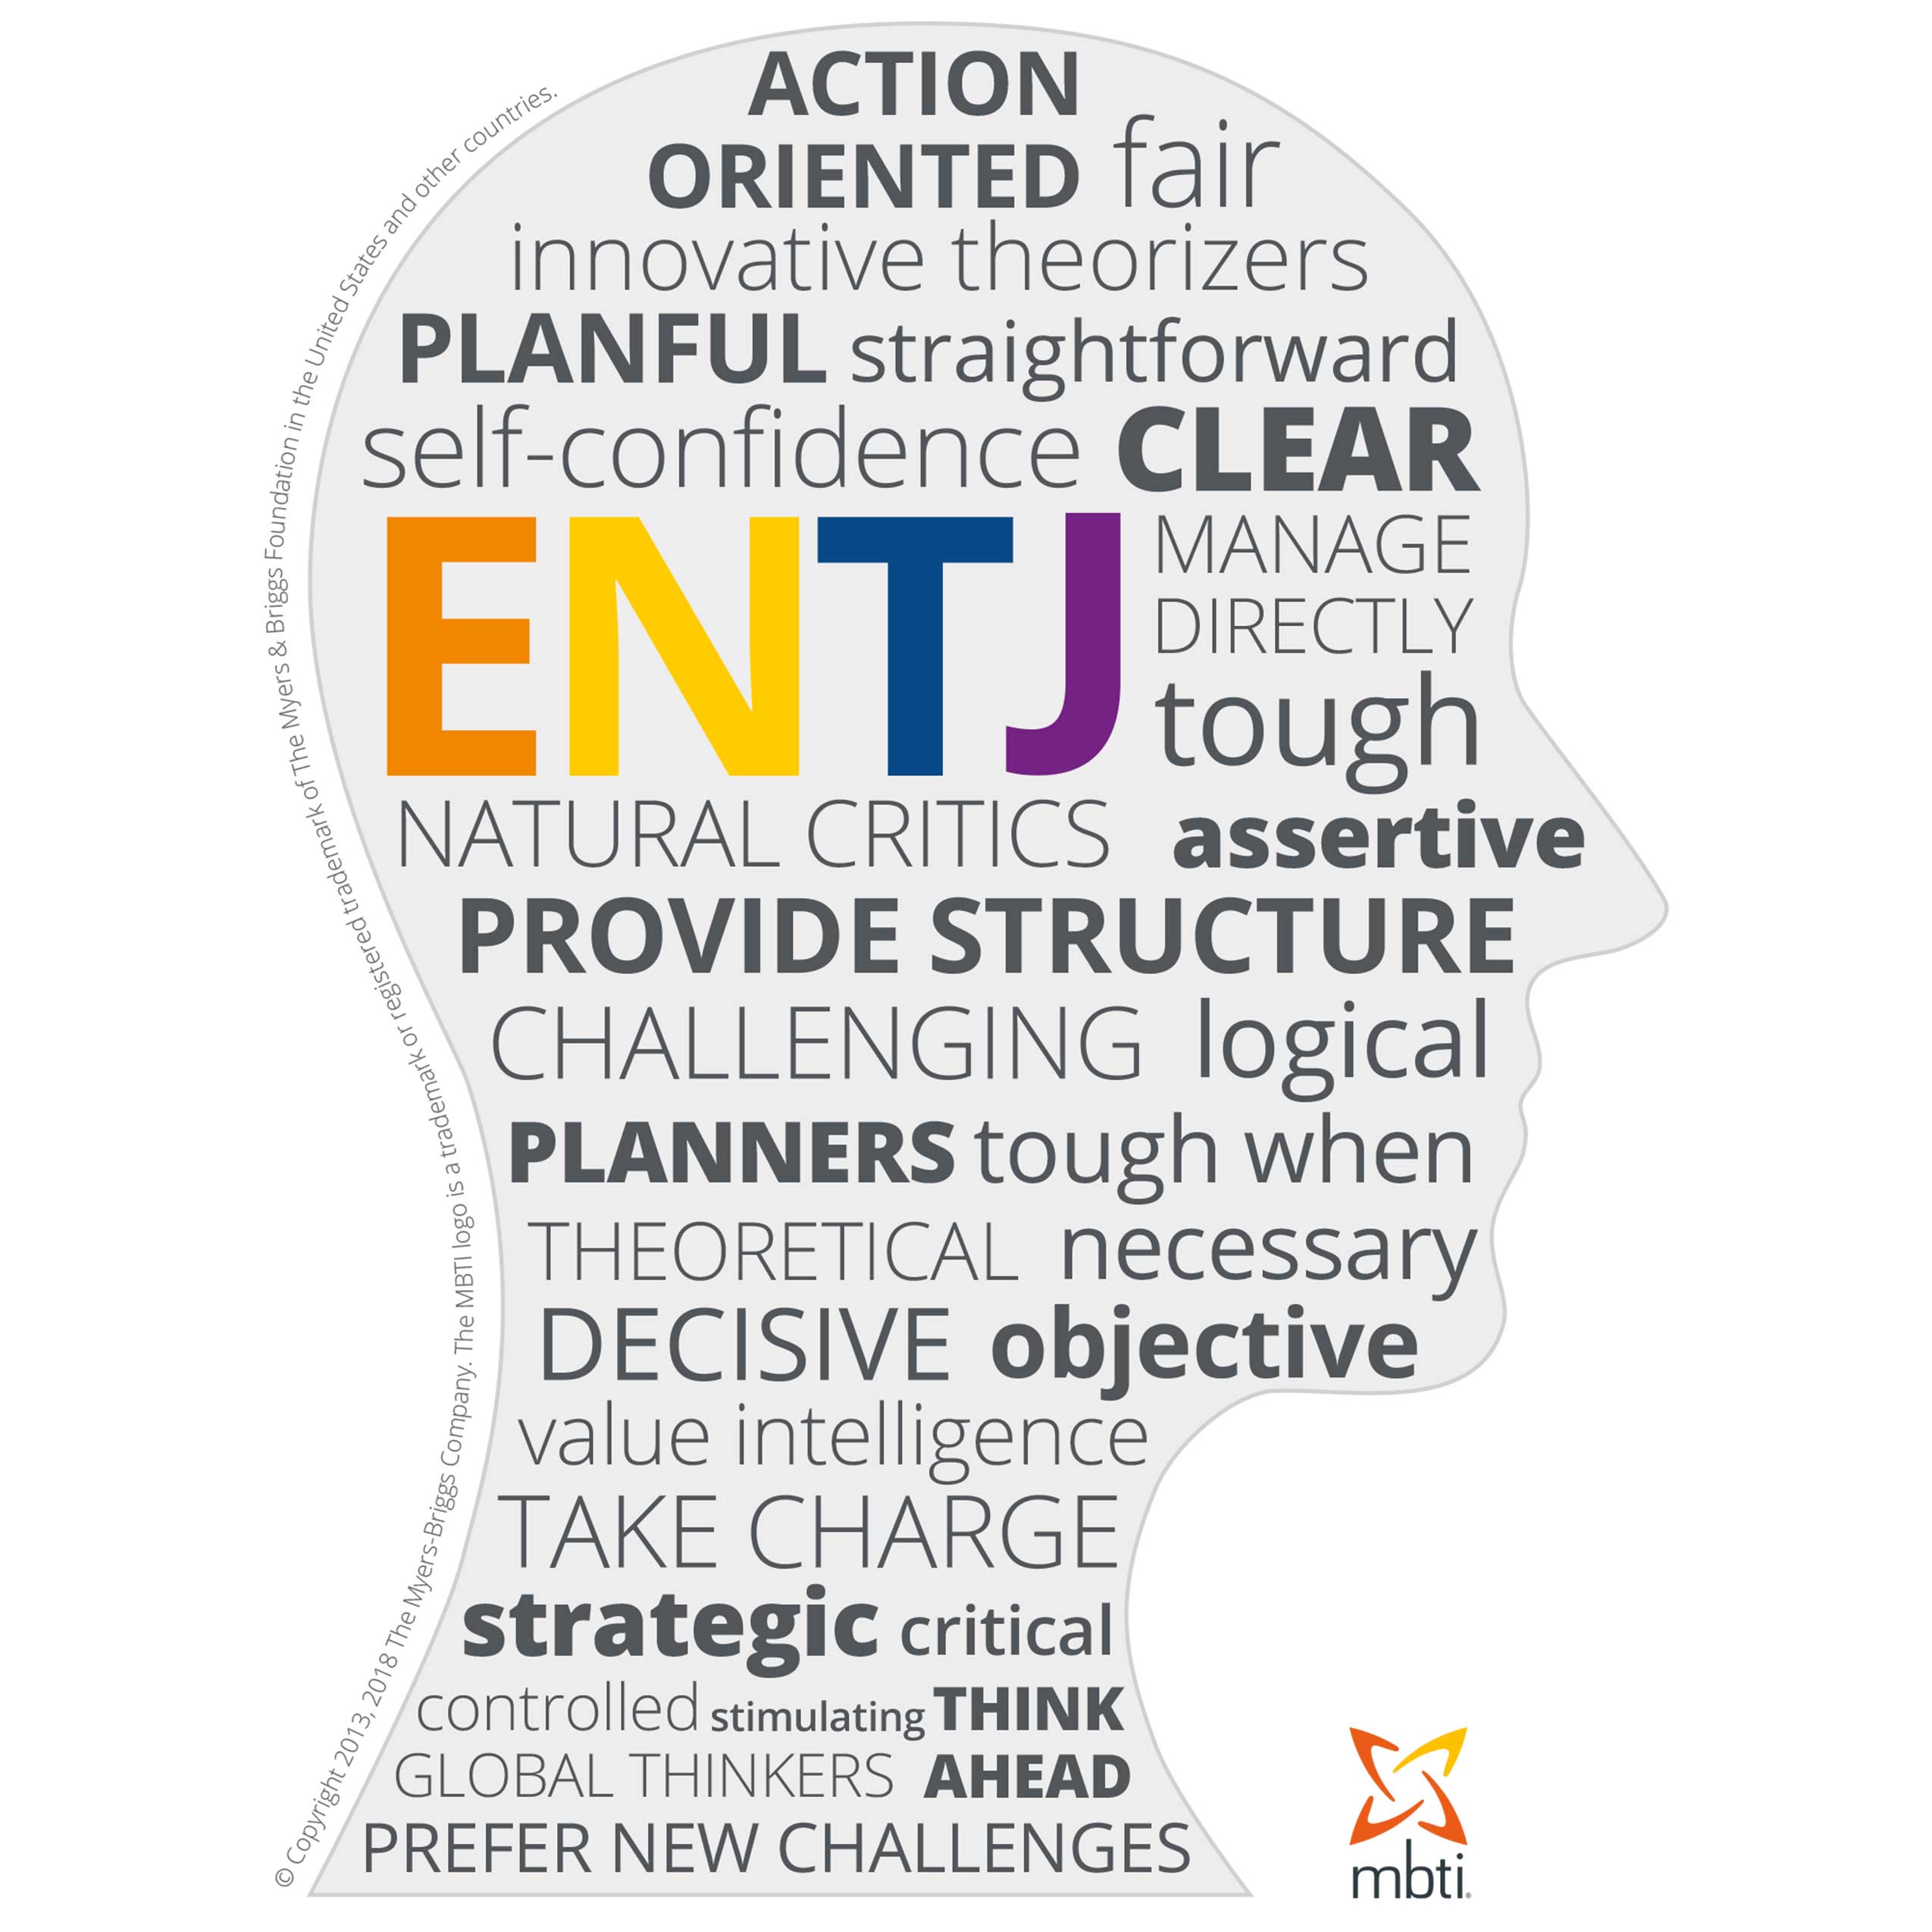 ACTION
ORIENTED fair
innovative theorizers
PLANFUL straightforward
self-confidence CLEAR
ENTJ
MANAGE
DIRECTLY
tough
NATURAL CRITICS assertive
PROVIDE STRUCTURE
CHALLENGING logical
PLANNERS tough when
THEORETICAL necessary
DECISIVE objective
value intelligence
TAKE CHARGE
strategic critical
controlled stimulating THINK
GLOBAL THINKERS AHEAD
PREFER NEW CHALLENGES
© Copyright 2013, 2018 The Myers-Briggs Company. The MBTI logo is a trademark or registered trademark of The Myers & Briggs Foundation in the United States and other countries.
mbti®